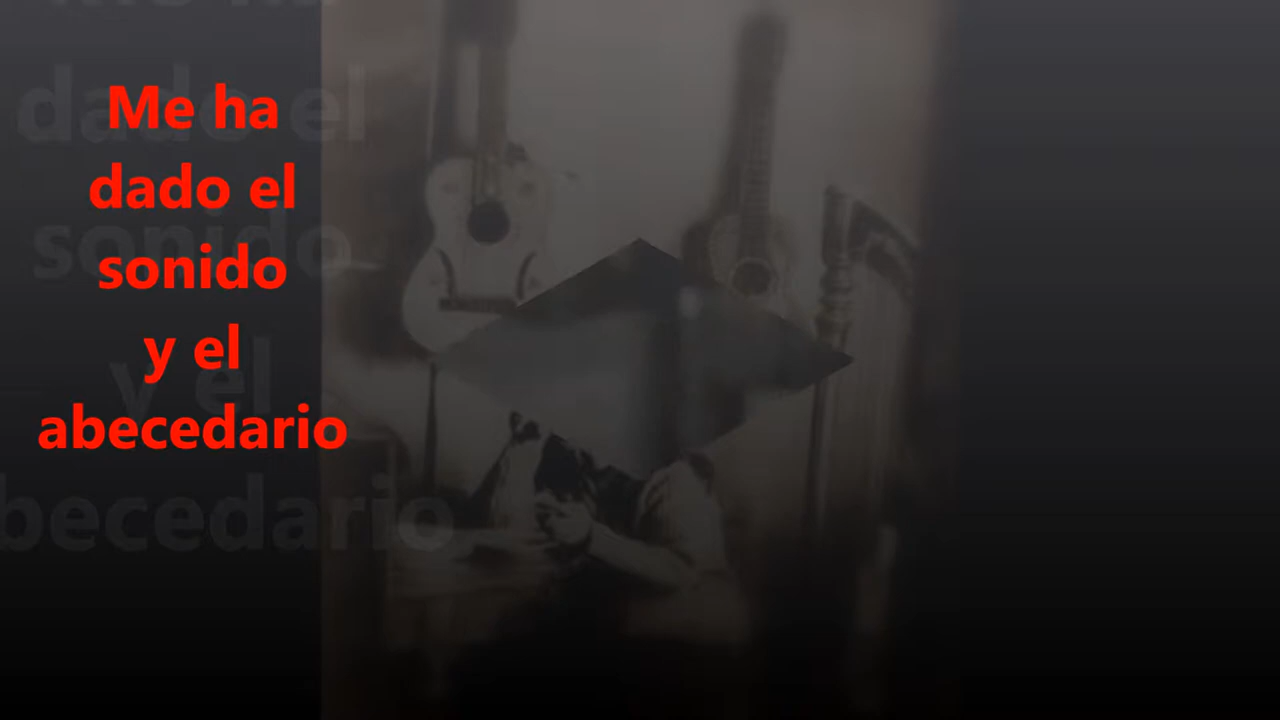 Me ha
dado el
sonido
y el
abecedario